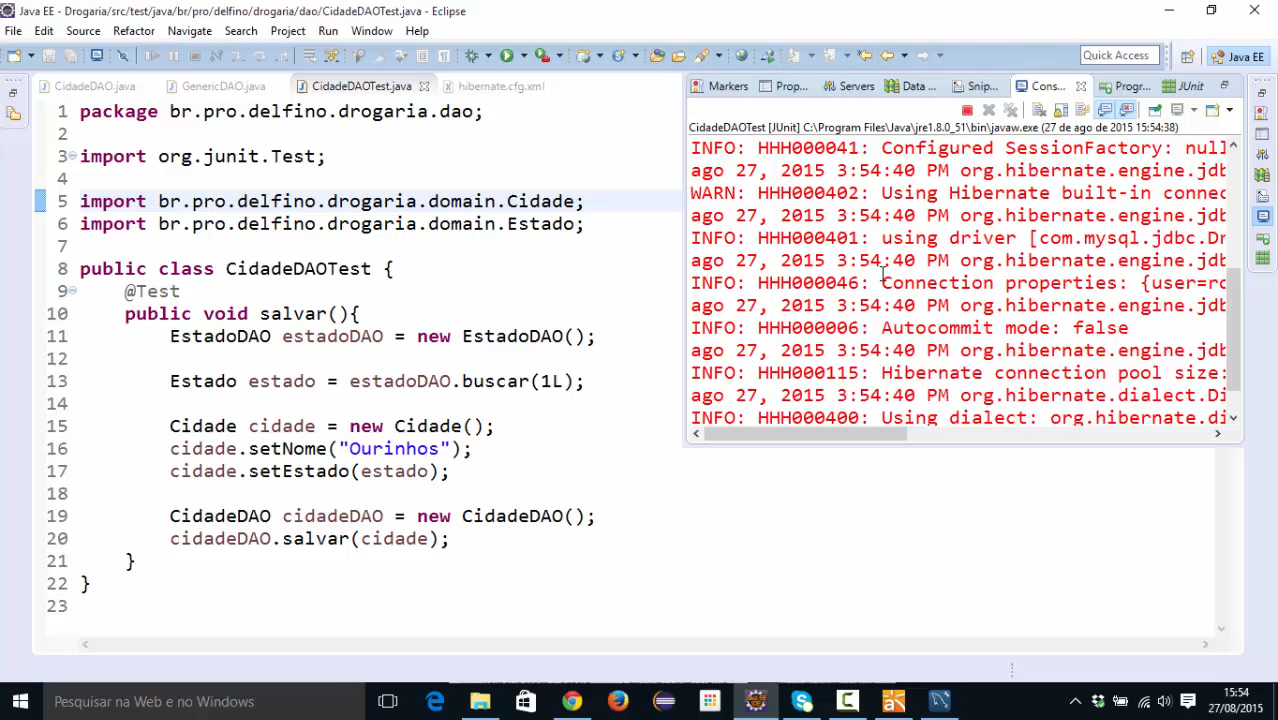 Java EE - Drogaria/src/test/java/br/pro/delfino/drogaria/dao/CidadeDAOTest.java - Eclipse
File Edit Source Refactor Navigate Search Project Run Window Help
Quick Access
Java EE
CidadeDAO.java GenericDAO.java CidadeDAOTest.java hibernate.cfg.xml
1 package br.pro.delfino.drogaria.dao;
2
3 import org.junit.Test;
4
5 import br.pro.delfino.drogaria.domain.Cidade;
6 import br.pro.delfino.drogaria.domain.Estado;
7
8 public class CidadeDAOTest {
9 @Test
10 public void salvar(){
11 EstadoDAO estadoDAO = new EstadoDAO();
12
13 Estado estado = estadoDAO.buscar(1L);
14
15 Cidade cidade = new Cidade();
16 cidade.setNome("Ourinhos");
17 cidade.setEstado(estado);
18
19 CidadeDAO cidadeDAO = new CidadeDAO();
20 cidadeDAO.salvar(cidade);
21 }
22 }
23
Markers Prop... Servers Data ... Snip... Cons... Progr... JUnit
CidadeDAOTest [JUnit] C:\Program Files\Java\jre1.8.0_51\bin\javaw.exe (27 de ago de 2015 15:54:38)
INFO: HHH000041: Configured SessionFactory: null
ago 27, 2015 3:54:40 PM org.hibernate.engine.jdb
WARN: HHH000402: Using Hibernate built-in connec
ago 27, 2015 3:54:40 PM org.hibernate.engine.jdb
INFO: HHH000401: using driver [com.mysql.jdbc.Dr
ago 27, 2015 3:54:40 PM org.hibernate.engine.jdb
INFO: HHH000046: Connection properties: {user=ro
ago 27, 2015 3:54:40 PM org.hibernate.engine.jdb
INFO: HHH000006: Autocommit mode: false
ago 27, 2015 3:54:40 PM org.hibernate.engine.jdb
INFO: HHH000115: Hibernate connection pool size:
ago 27, 2015 3:54:40 PM org.hibernate.dialect.Di
INFO: HHH000400: Using dialect: org.hibernate.di
Pesquisar na Web e no Windows
15:54
27/08/2015